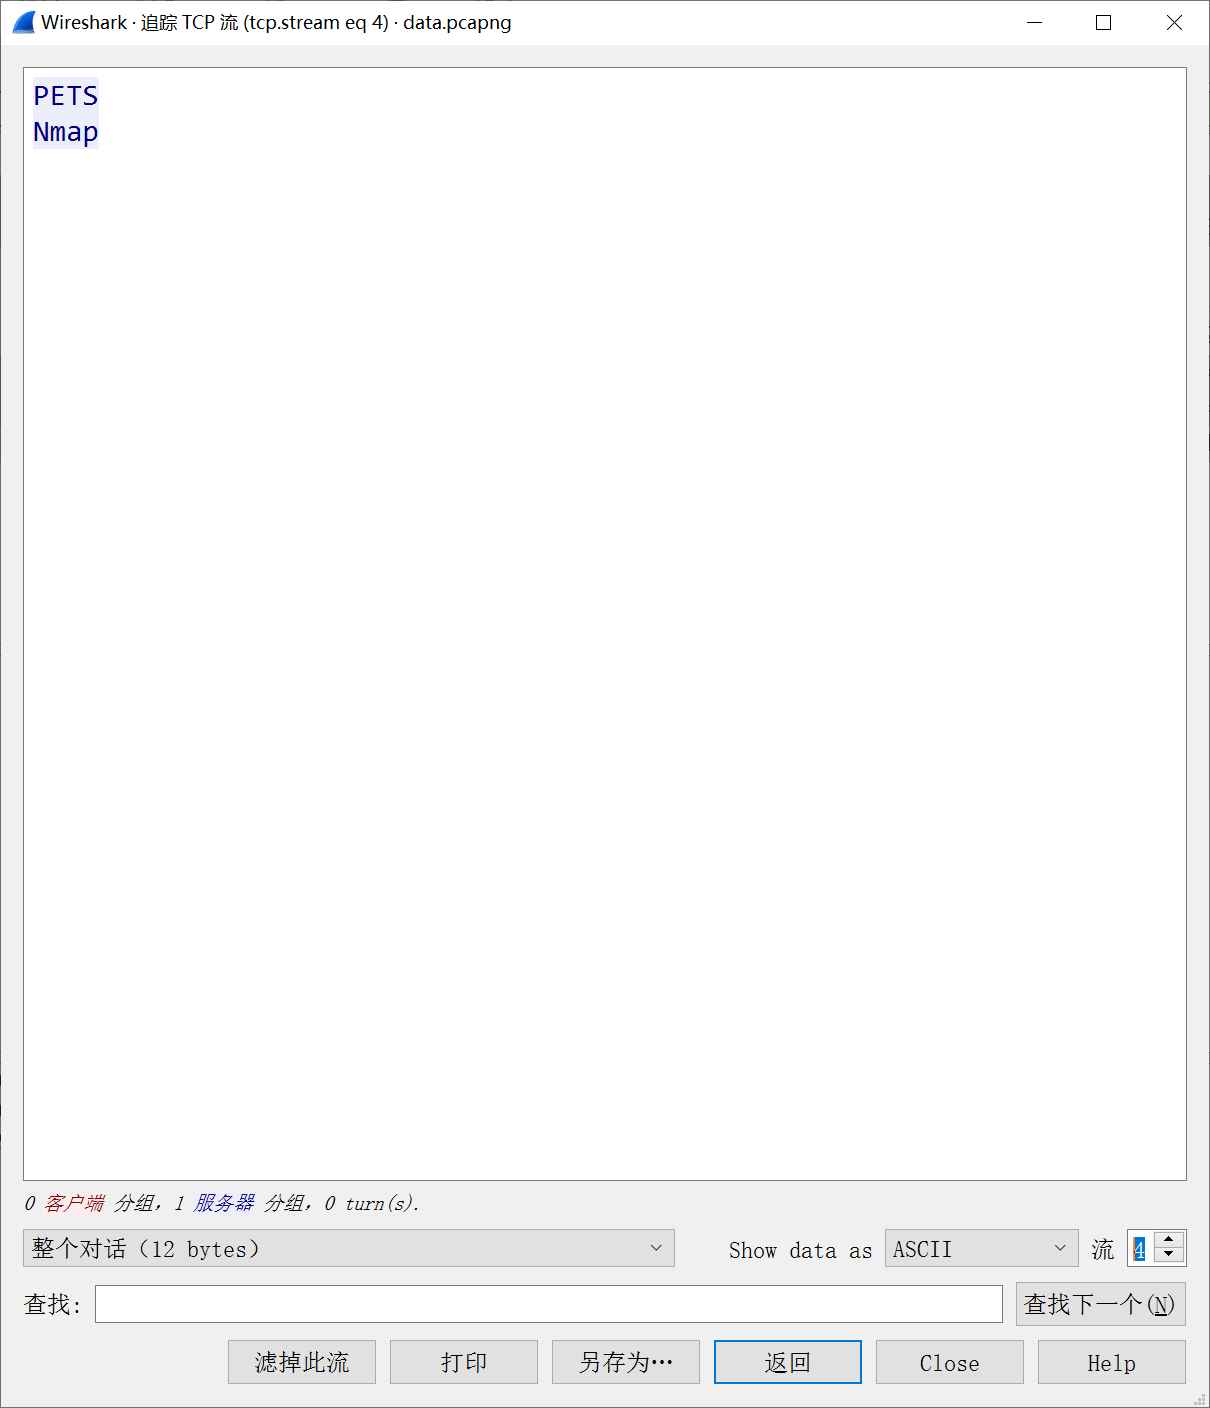 Wireshark · 追踪 TCP 流 (tcp.stream eq 4) · data.pcapng
PETS
Nmap
0 客户端 分组，1 服务器 分组，0 turn(s).
整个对话（12 bytes） Show data as ASCII 流 4
查找: 查找下一个(N)
滤掉此流 打印 另存为… 返回 Close Help